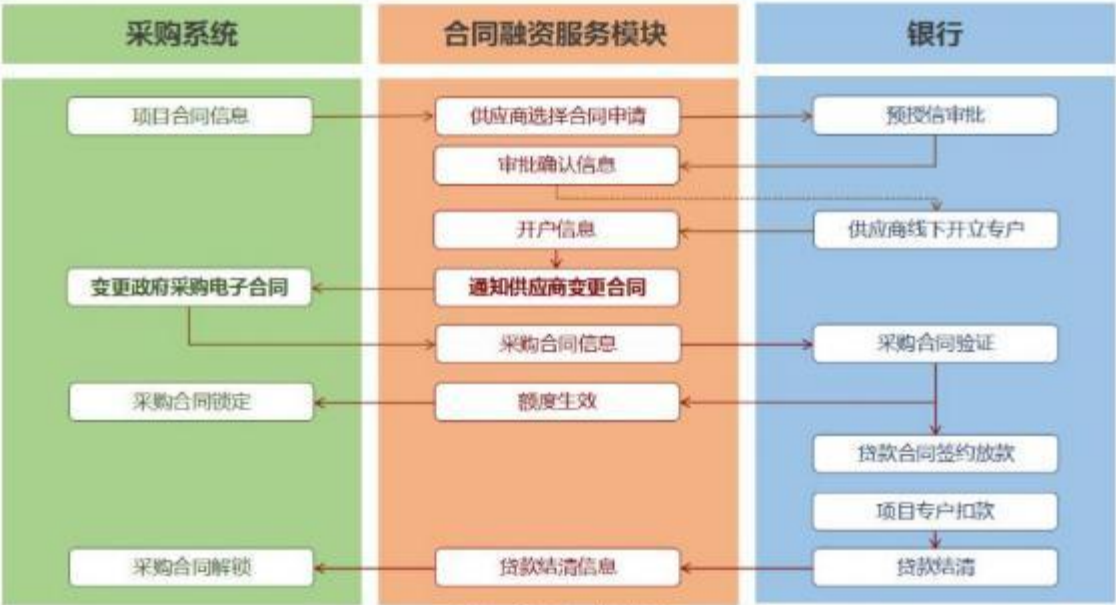 采购系统
合同融资服务模块
银行
项目合同信息
供应商选择合同申请
预授信审批
审批确认信息
开户信息
供应商线下开立专户
变更政府采购电子合同
通知供应商变更合同
采购合同信息
采购合同验证
采购合同锁定
额度生效
贷款合同签约放款
项目专户扣款
采购合同解锁
贷款结清信息
贷款结清